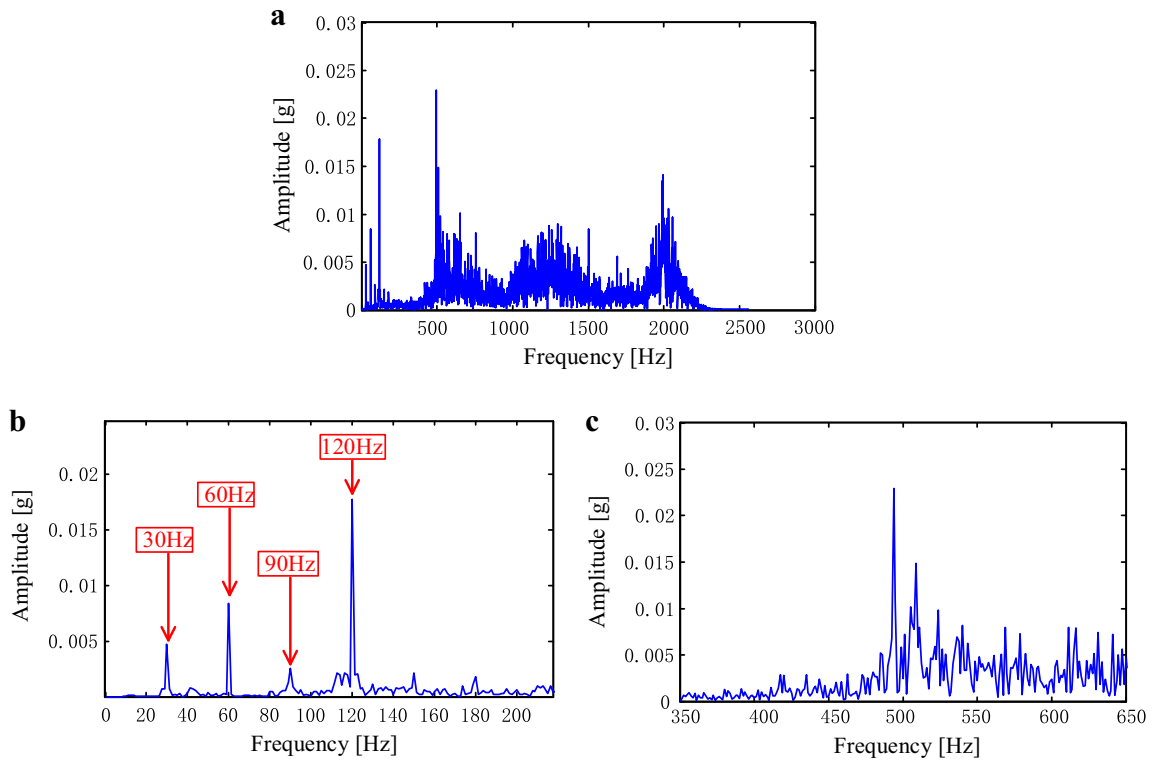 a
0.03
0.025
0.02
0.015
0.01
0.005
0
Amplitude [g]
500 1000 1500 2000 2500 3000
Frequency [Hz]
b
0.02
0.015
0.01
0.005
Amplitude [g]
30Hz
60Hz
90Hz
120Hz
0 20 40 60 80 100 120 140 160 180 200
Frequency [Hz]
c
0.03
0.025
0.02
0.015
0.01
0.005
0
Amplitude [g]
350 400 450 500 550 600 650
Frequency [Hz]